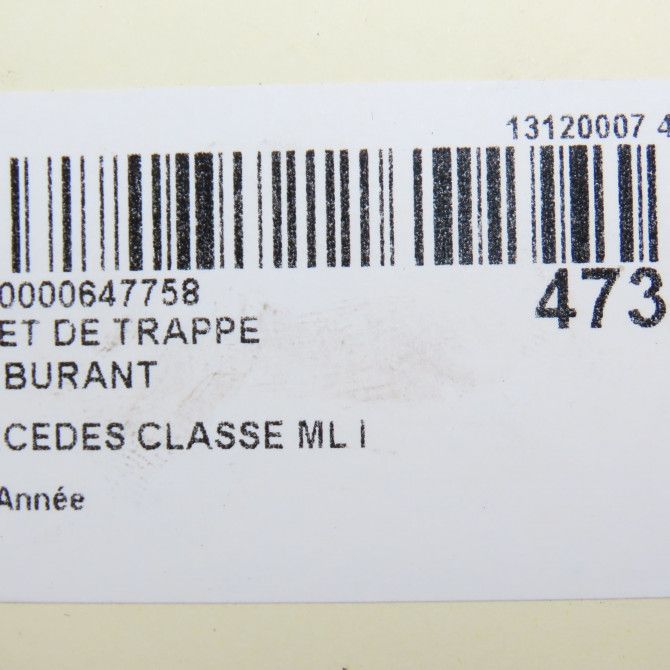 13120007 4
0000647758
473
ET DE TRAPPE
BURANT
CEDES CLASSE ML I
Année